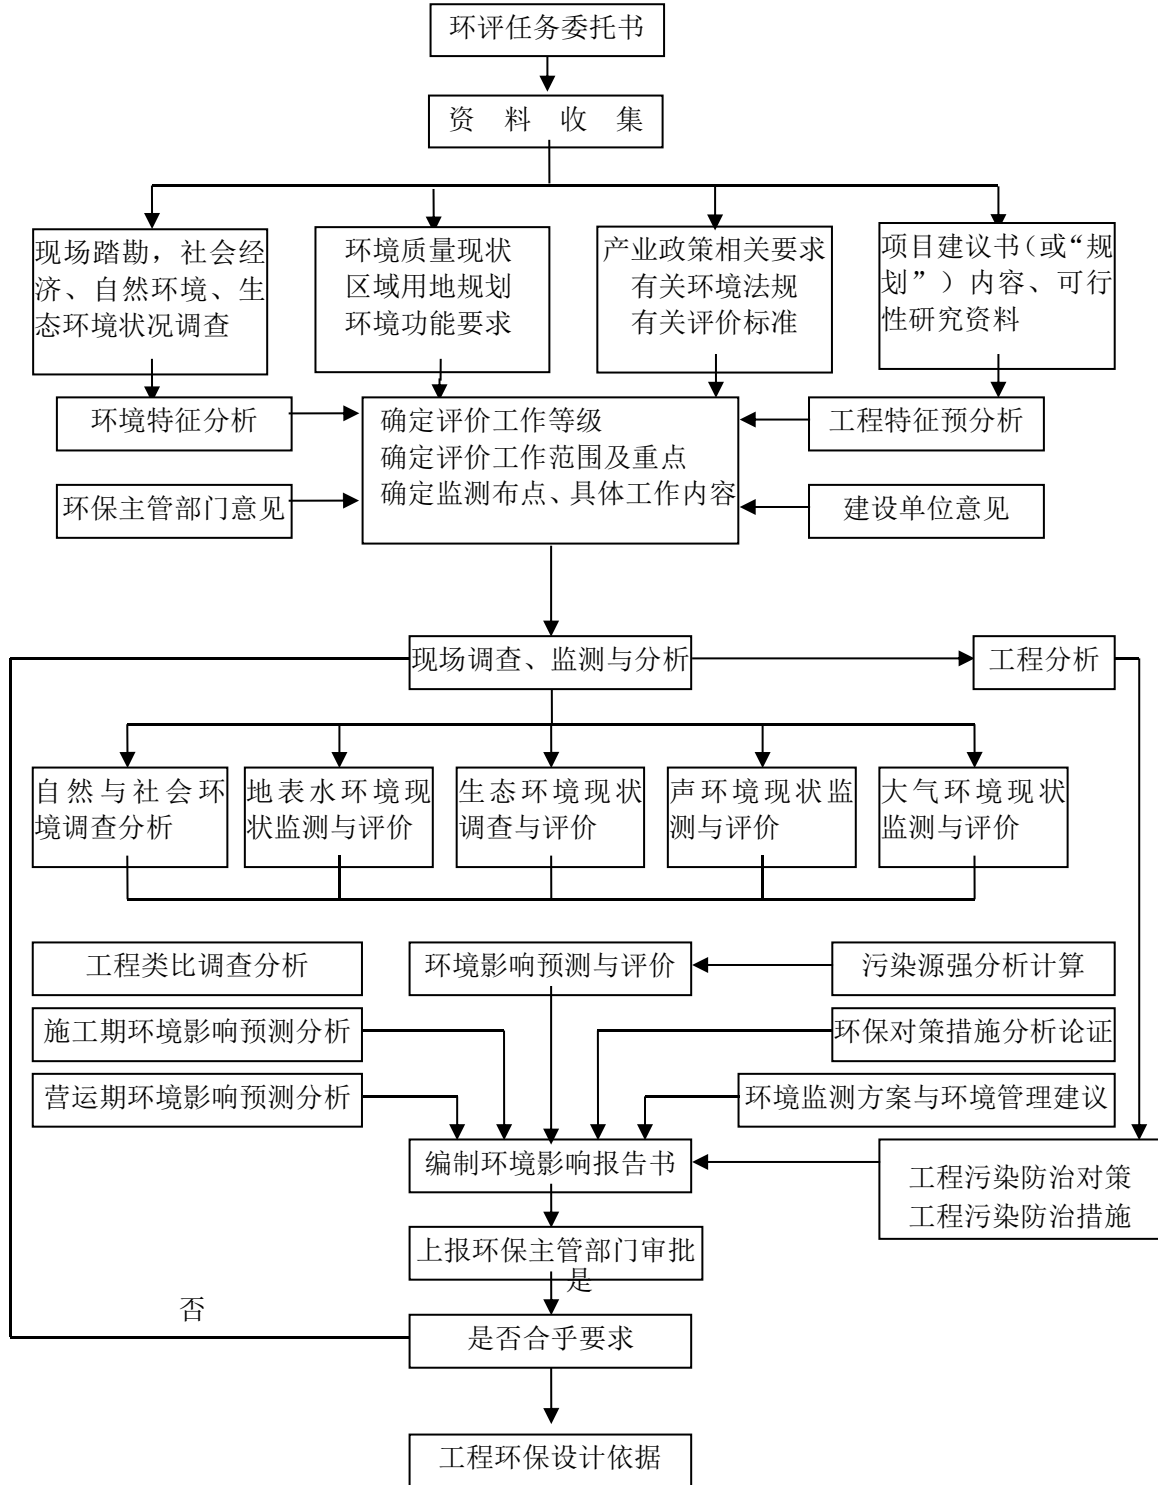 环评任务委托书
资 料 收 集
现场踏勘，社会经
济、自然环境、生
态环境状况调查
环境质量现状
区域用地规划
环境功能要求
产业政策相关要求
有关环境法规
有关评价标准
项目建议书（或“规
划”）内容、可行
性研究资料
环境特征分析
确定评价工作等级
确定评价工作范围及重点
确定监测布点、具体工作内容
工程特征预分析
环保主管部门意见
建设单位意见
现场调查、监测与分析
工程分析
自然与社会环
境调查分析
地表水环境现
状监测与评价
生态环境现状
调查与评价
声环境现状监
测与评价
大气环境现状
监测与评价
工程类比调查分析
环境影响预测与评价
污染源强分析计算
施工期环境影响预测分析
环保对策措施分析论证
营运期环境影响预测分析
环境监测方案与环境管理建议
编制环境影响报告书
工程污染防治对策
工程污染防治措施
上报环保主管部门审批
是
否
是否合乎要求
工程环保设计依据